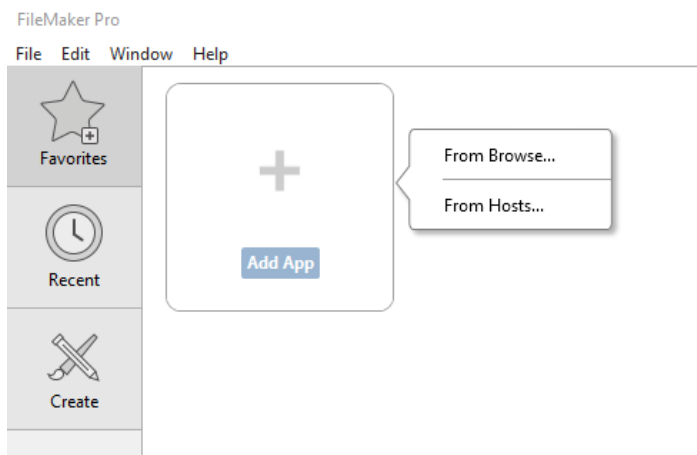 FileMaker Pro
File Edit Window Help
Favorites
From Browse...
From Hosts...
Add App
Recent
Create